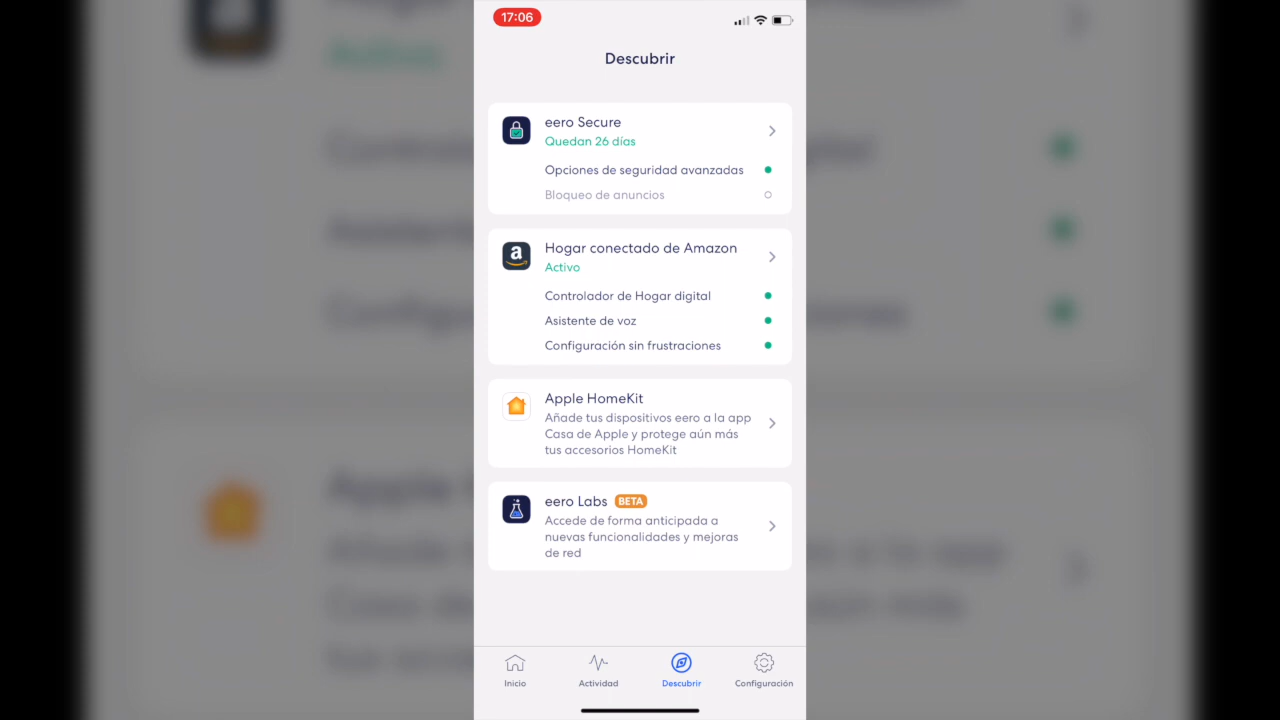 17:06
Descubrir
eero Secure
Quedan 26 días
Opciones de seguridad avanzadas
Bloqueo de anuncios
Hogar conectado de Amazon
Activo
Controlador de Hogar digital
Asistente de voz
Configuración sin frustraciones
Apple HomeKit
Añade tus dispositivos eero a la app
Casa de Apple y protege aún más
tus accesorios HomeKit
eero Labs BETA
Accede de forma anticipada a
nuevas funcionalidades y mejoras
de red
Inicio
Actividad
Descubrir
Configuración